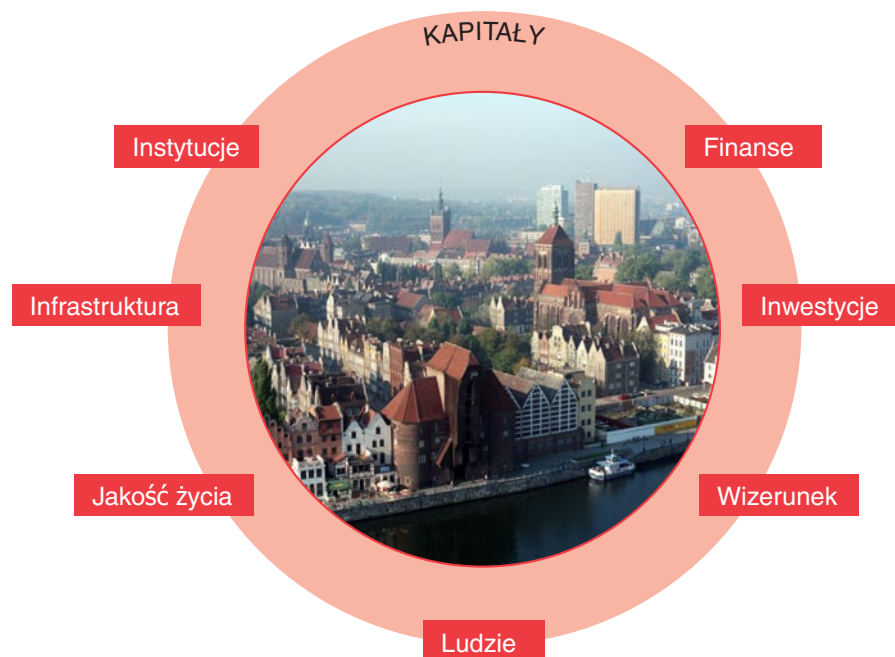 KAPITAŁY
Instytucje
Finanse
Infrastruktura
Inwestycje
Jakość życia
Wizerunek
Ludzie